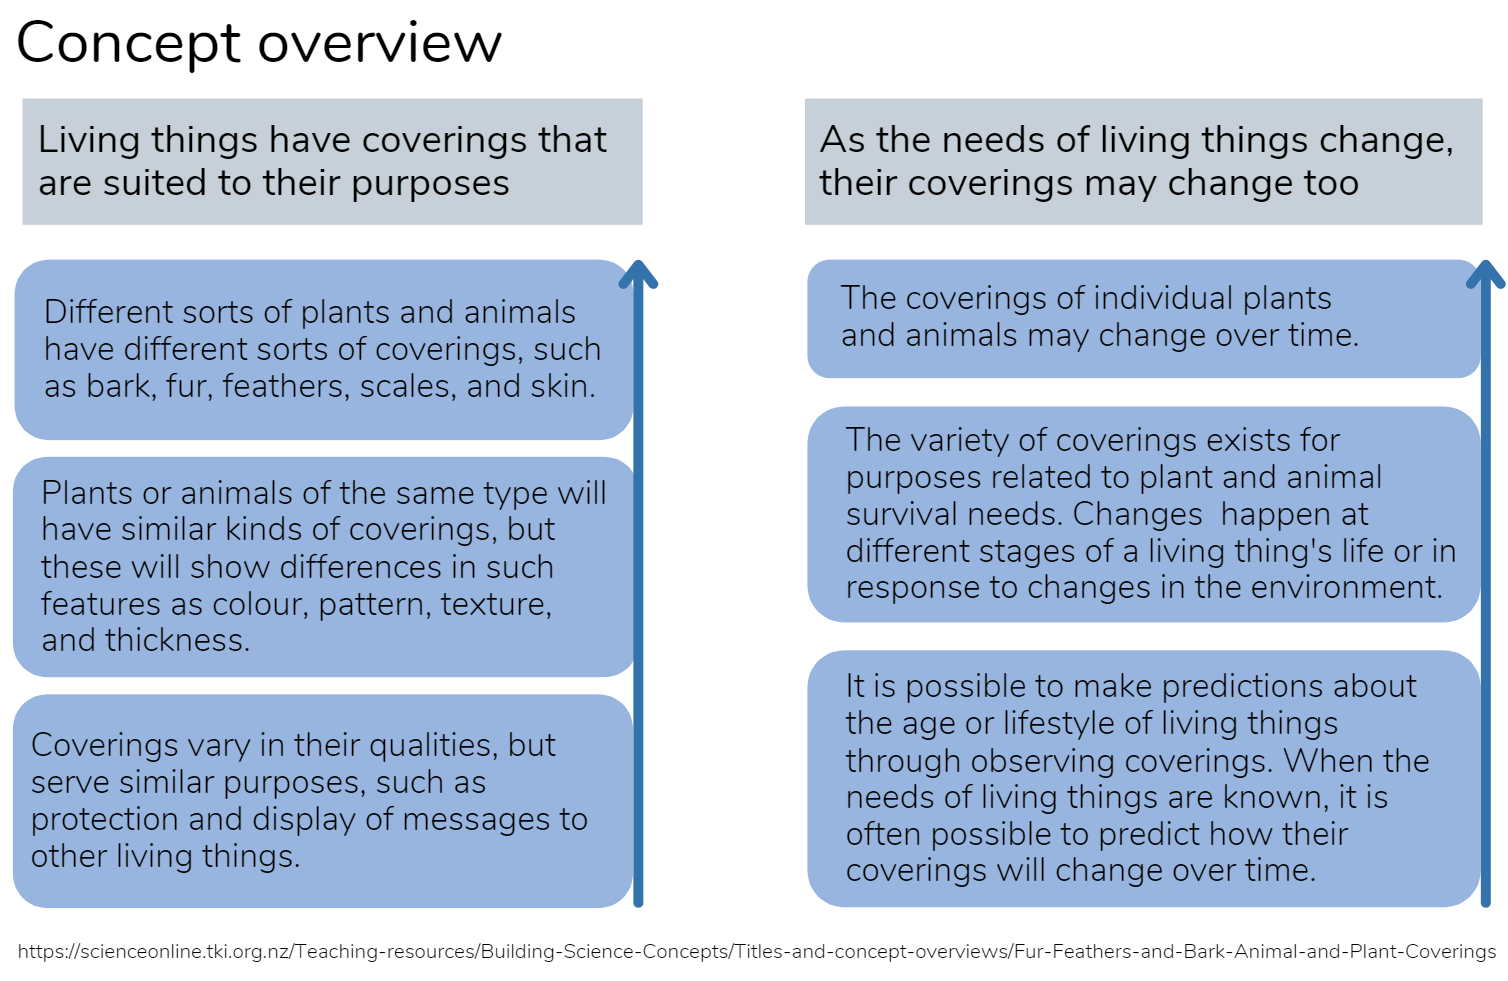 Concept overview
Living things have coverings that
are suited to their purposes
Different sorts of plants and animals
have different sorts of coverings, such
as bark, fur, feathers, scales, and skin.
Plants or animals of the same type will
have similar kinds of coverings, but
these will show differences in such
features as colour, pattern, texture,
and thickness.
Coverings vary in their qualities, but
serve similar purposes, such as
protection and display of messages to
other living things.
As the needs of living things change,
their coverings may change too
The coverings of individual plants
and animals may change over time.
The variety of coverings exists for
purposes related to plant and animal
survival needs. Changes  happen at
different stages of a living thing's life or in
response to changes in the environment.
It is possible to make predictions about
the age or lifestyle of living things
through observing coverings. When the
needs of living things are known, it is
often possible to predict how their
coverings will change over time.
https://scienceonline.tki.org.nz/Teaching-resources/Building-Science-Concepts/Titles-and-concept-overviews/Fur-Feathers-and-Bark-Animal-and-Plant-Coverings